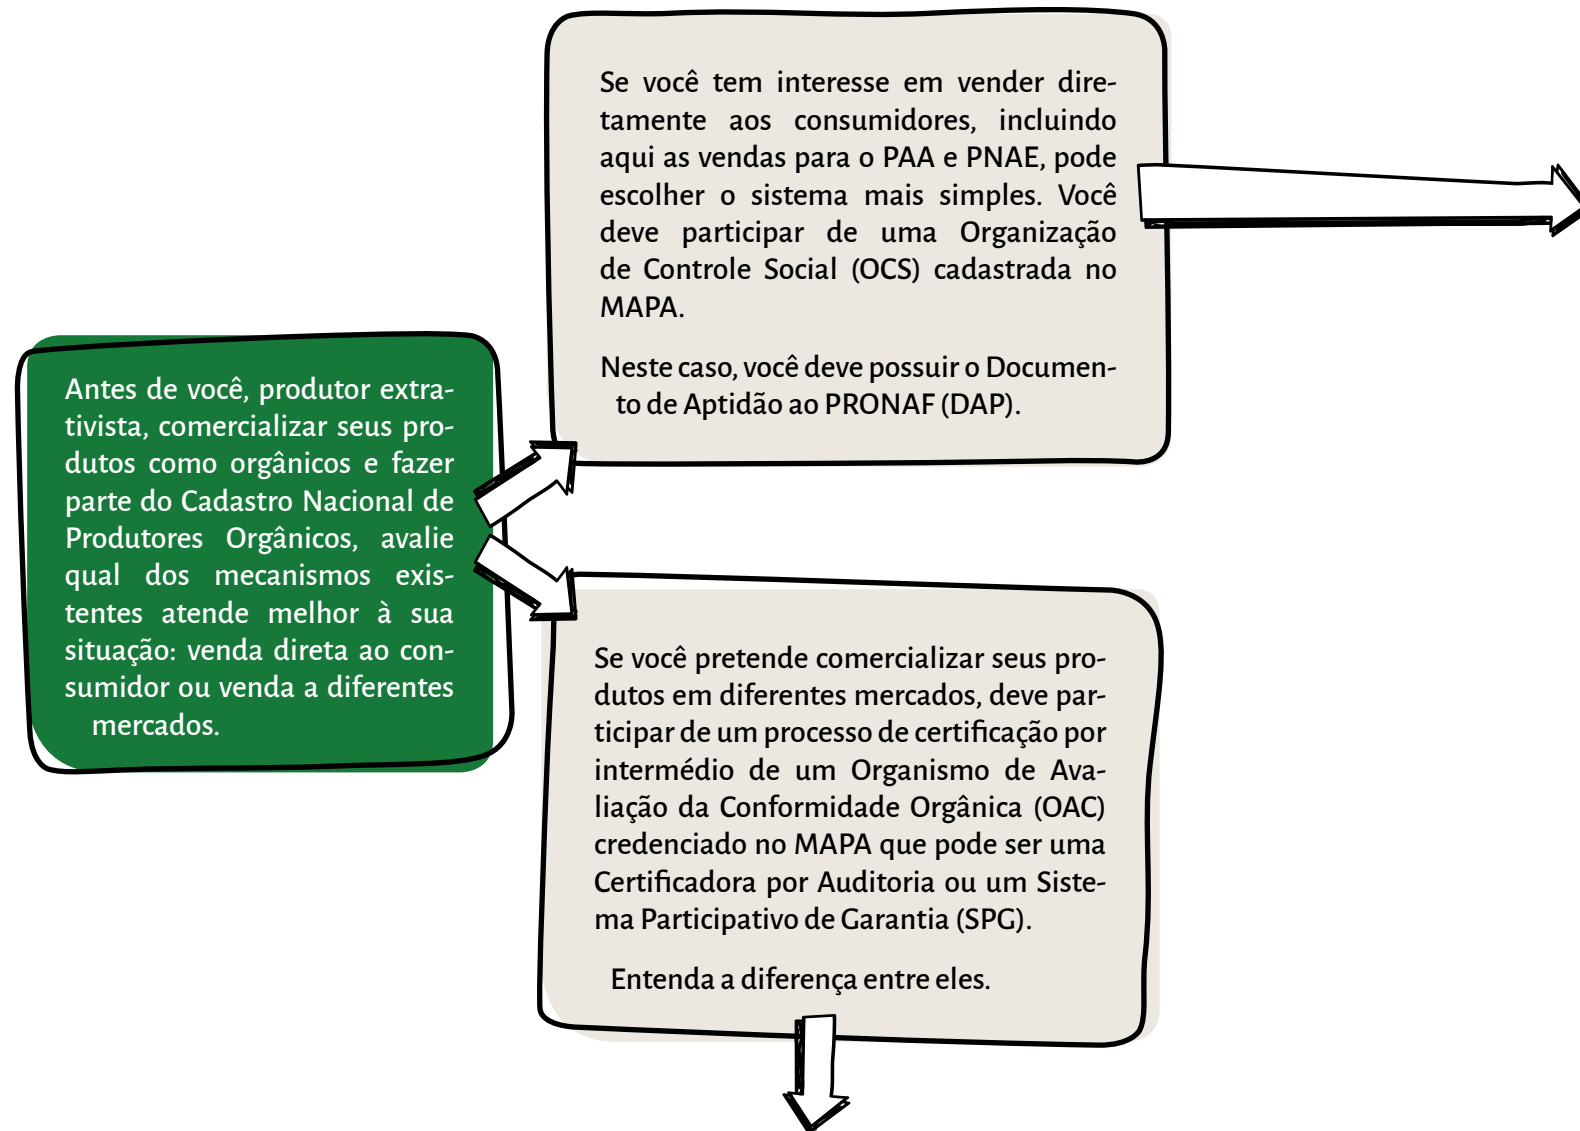 Antes de você, produtor extra-
tivista, comercializar seus pro-
dutos como orgânicos e fazer
parte do Cadastro Nacional de
Produtores Orgânicos, avalie
qual dos mecanismos exis-
tentes atende melhor à sua
situação: venda direta ao con-
sumidor ou venda a diferentes
mercados.
Se você tem interesse em vender dire-
tamente aos consumidores, incluindo
aqui as vendas para o PAA e PNAE, pode
escolher o sistema mais simples. Você
deve participar de uma Organização
de Controle Social (OCS) cadastrada no
MAPA.
Neste caso, você deve possuir o Documen-
to de Aptidão ao PRONAF (DAP).
Se você pretende comercializar seus pro-
dutos em diferentes mercados, deve par-
ticipar de um processo de certificação por
intermédio de um Organismo de Ava-
liação da Conformidade Orgânica (OAC)
credenciado no MAPA que pode ser uma
Certificadora por Auditoria ou um Siste-
ma Participativo de Garantia (SPG).
Entenda a diferença entre eles.